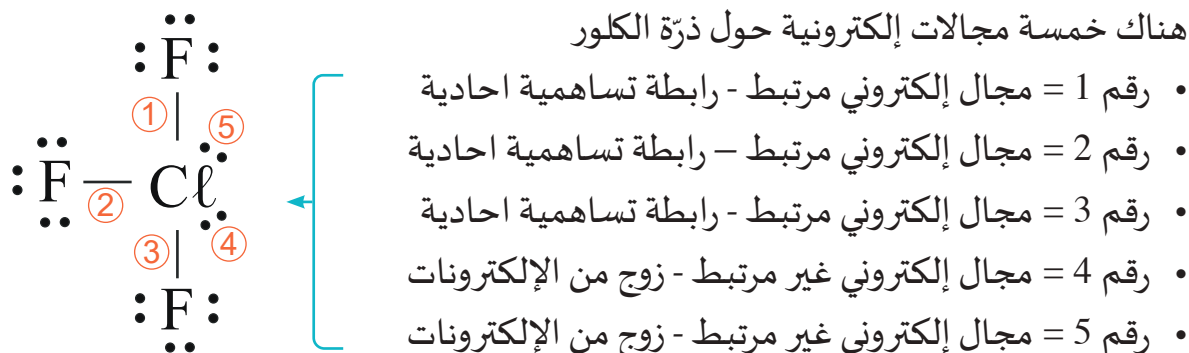 هناك خمسة مجالات إلكترونية حول ذرّة الكلور
• رقم 1 = مجال إلكتروني مرتبط - رابطة تساهمية احادية
• رقم 2 = مجال إلكتروني مرتبط – رابطة تساهمية احادية
• رقم 3 = مجال إلكتروني مرتبط - رابطة تساهمية احادية
• رقم 4 = مجال إلكتروني غير مرتبط - زوج من الإلكترونات
• رقم 5 = مجال إلكتروني غير مرتبط - زوج من الإلكترونات
F
① ⑤
F ② Cℓ
③ ④
F